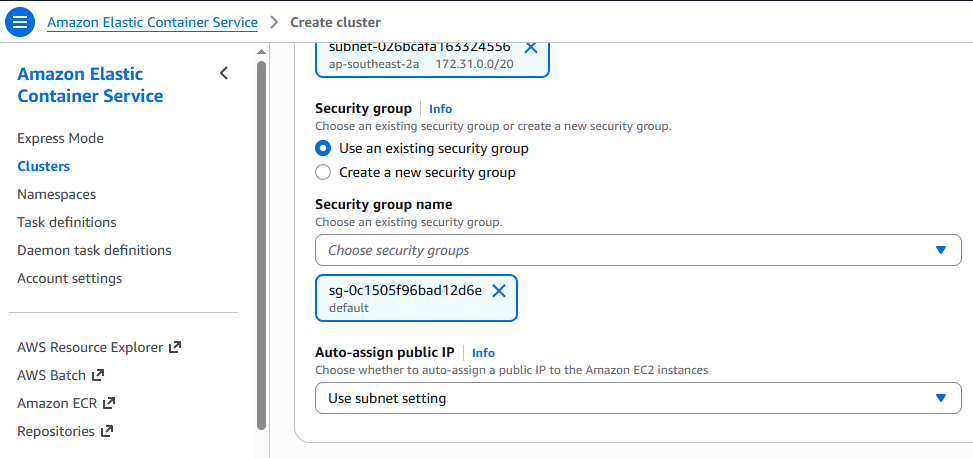 Amazon Elastic Container Service > Create cluster
Amazon Elastic
Container Service
Express Mode
Clusters
Namespaces
Task definitions
Daemon task definitions
Account settings
AWS Resource Explorer
AWS Batch
Amazon ECR
Repositories
subnet-026bcafa163324556
ap-southeast-2a 172.31.0.0/20
Security group Info
Choose an existing security group or create a new security group.
Use an existing security group
Create a new security group
Security group name
Choose an existing security group.
Choose security groups
sg-0c1505f96bad12d6e
default
Auto-assign public IP Info
Choose whether to auto-assign a public IP to the Amazon EC2 instances
Use subnet setting